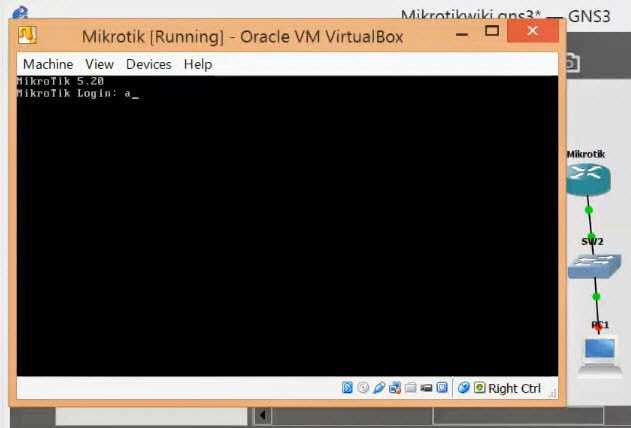 Mikrotikwiki.gns3* — GNS3
Mikrotik [Running] - Oracle VM VirtualBox
Machine View Devices Help
MikroTik 5.20
MikroTik Login: a_
Mikrotik
SW2
PC1
Right Ctrl